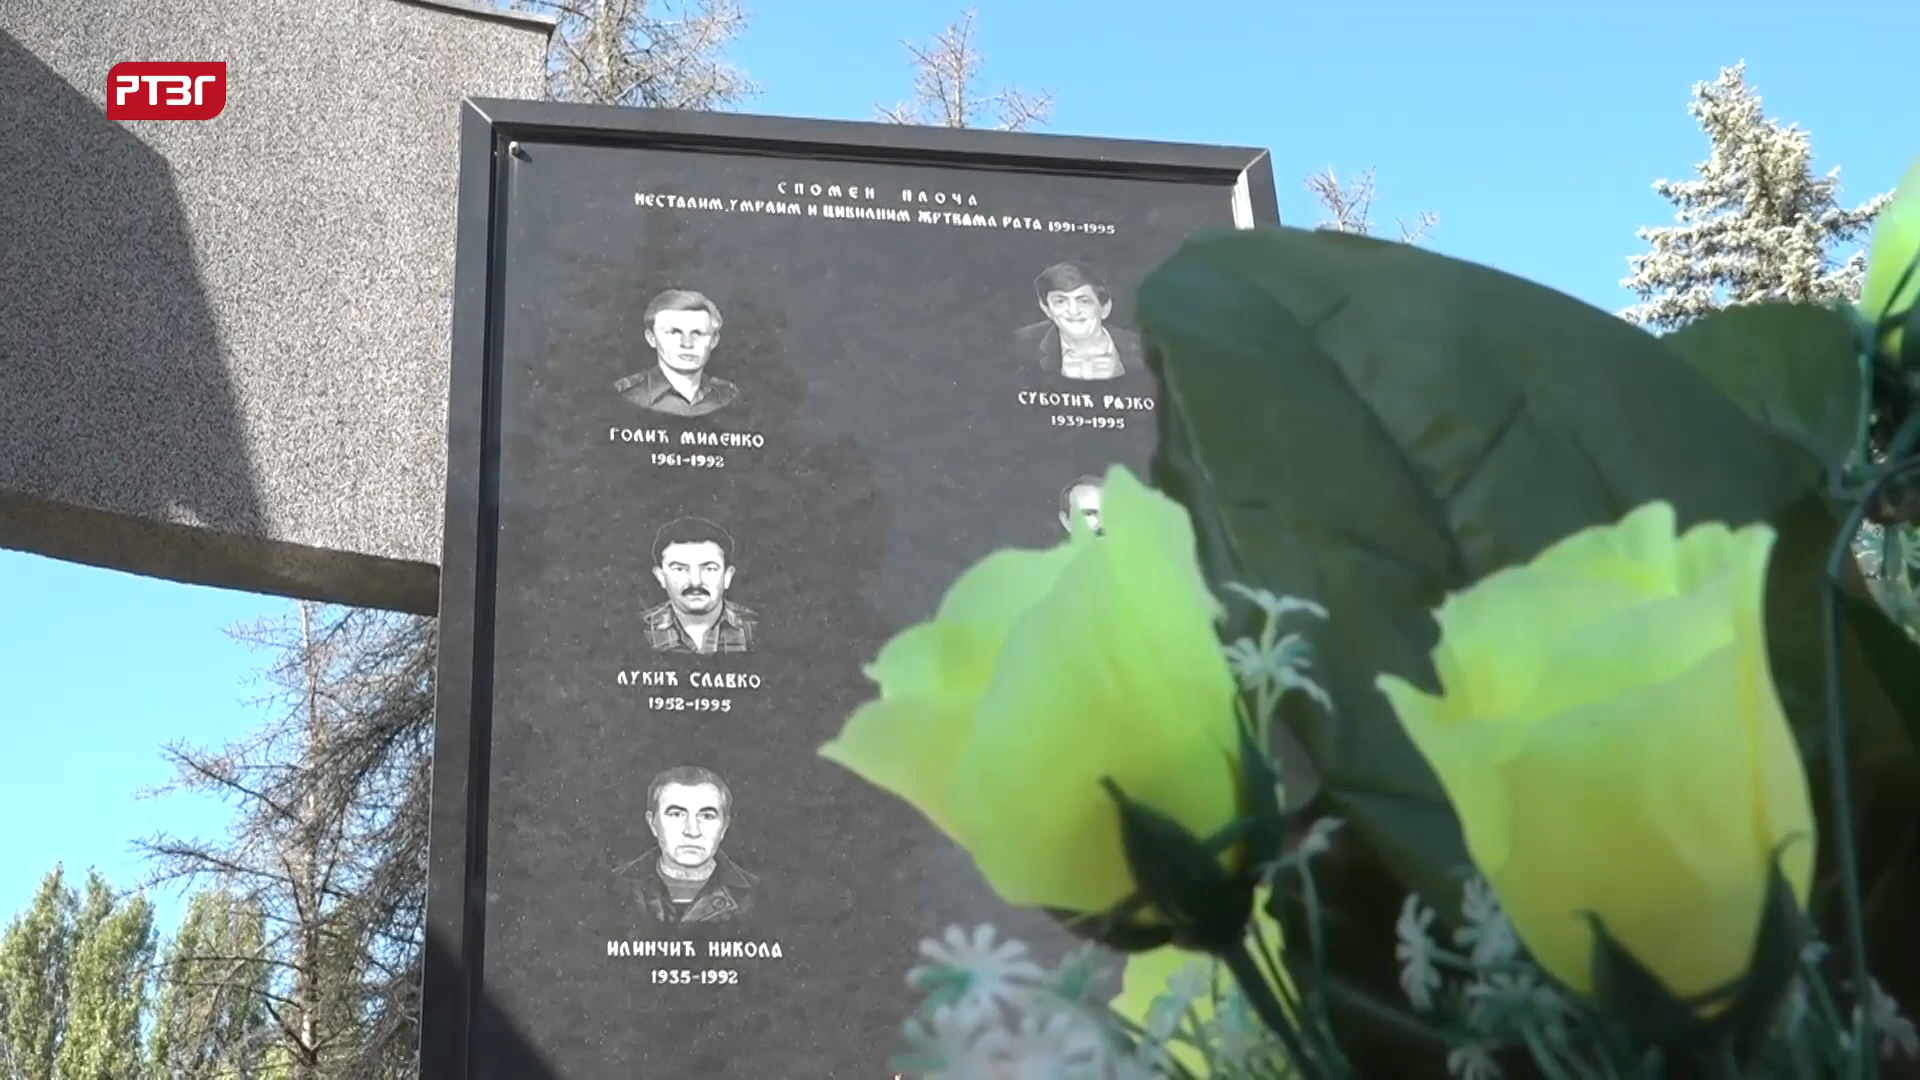 РТВГ
СПОМЕН ПЛОЧА
НЕСТАЛИМ, УМРЛИМ И ЦИВИЛНИМ ЖРТВАМА РАТА 1991-1995
ГОЛИЋ МИЛЕНКО
1961-1992
СУБОТИЋ РАЈКО
1939-1995
ЛУКИЋ СЛАВКО
1952-1995
ИЛИНЧИЋ НИКОЛА
1935-1992